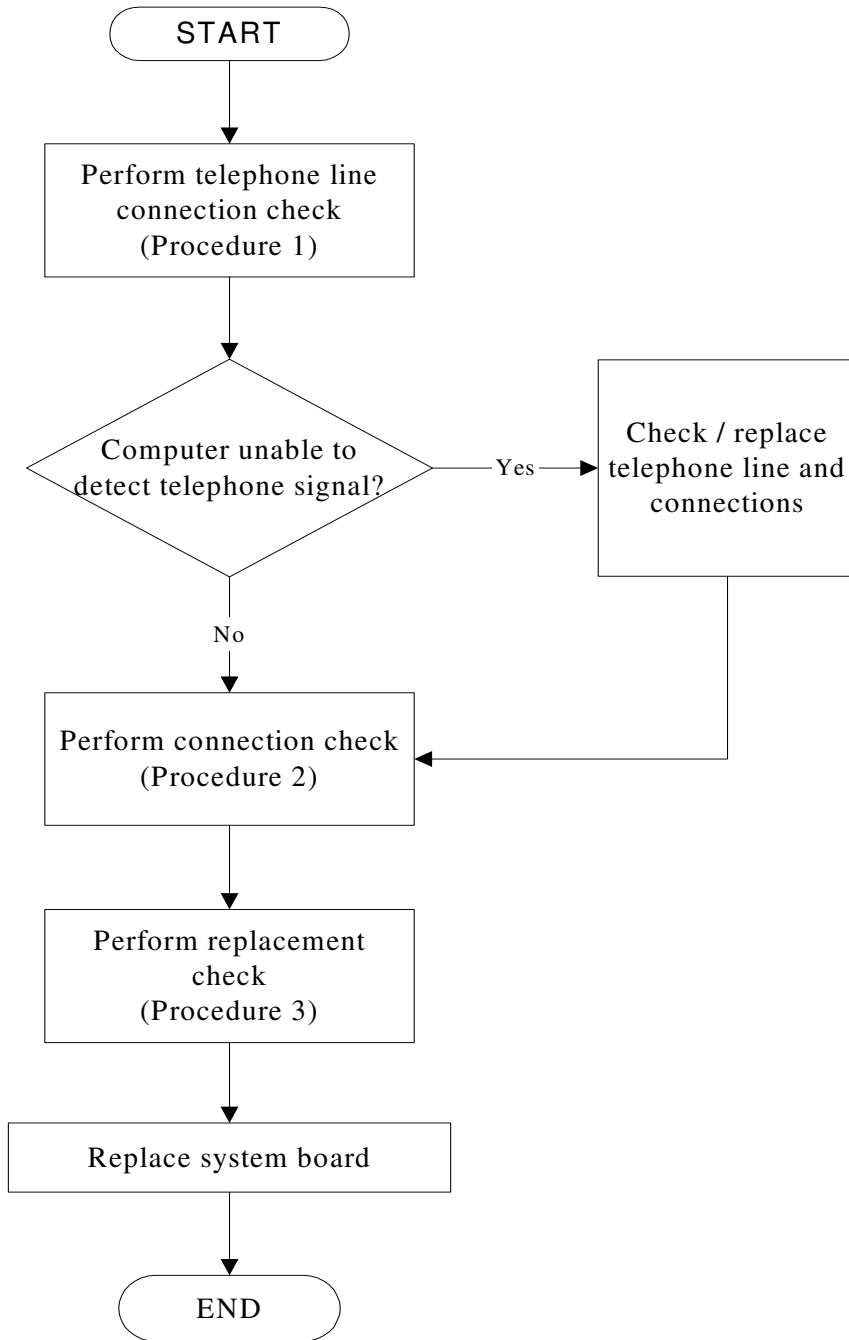 START
Perform telephone line
connection check
(Procedure 1)
Computer unable to
detect telephone signal?
Yes
Check / replace
telephone line and
connections
No
Perform connection check
(Procedure 2)
Perform replacement
check
(Procedure 3)
Replace system board
END